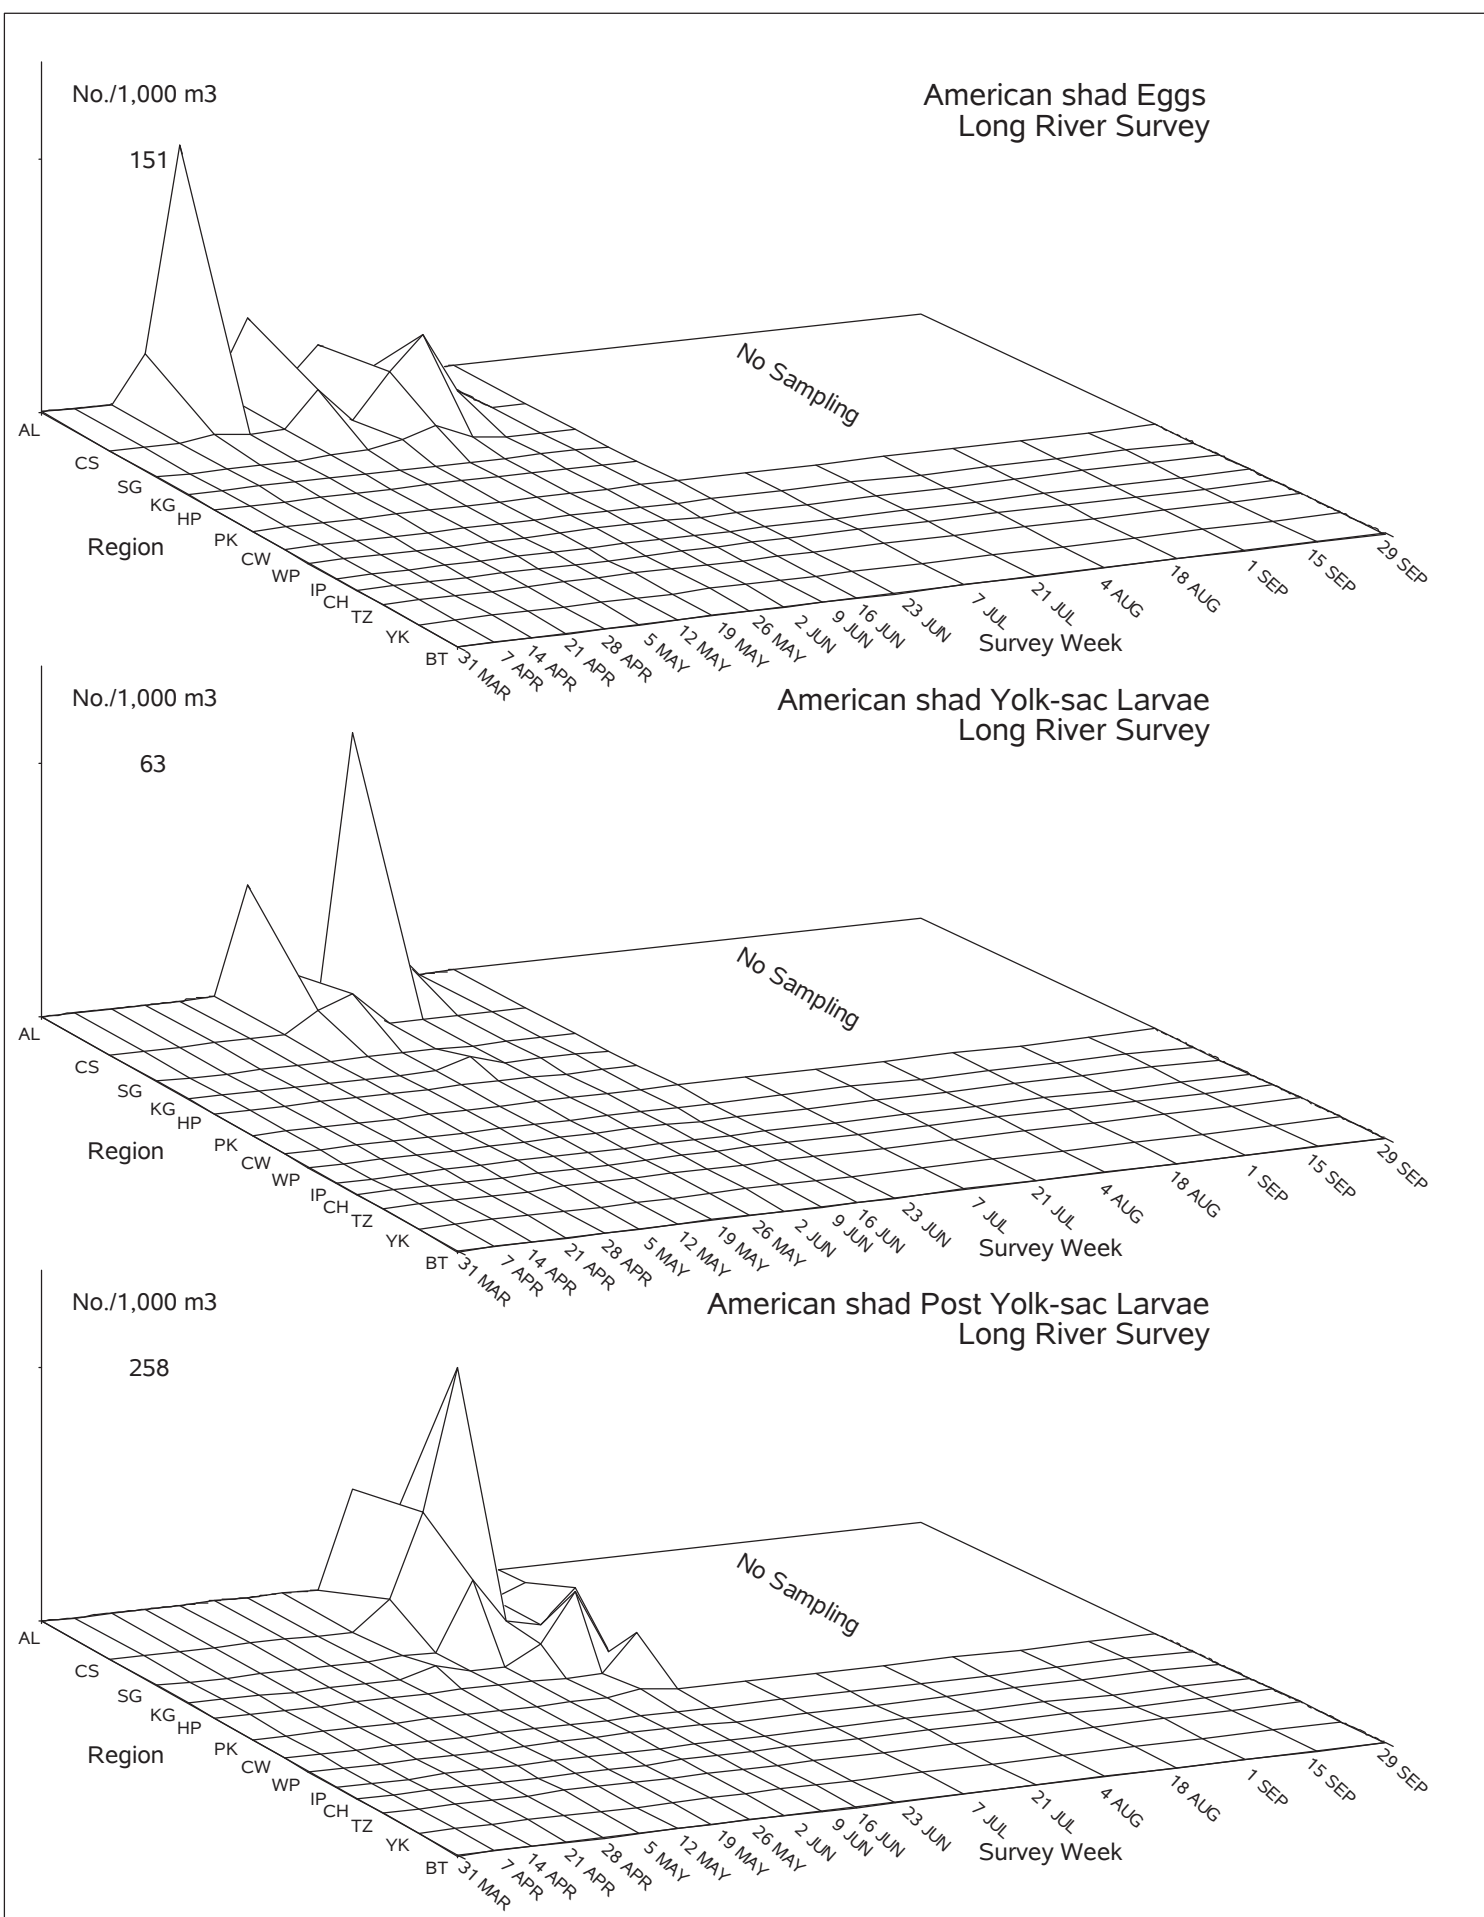 No./1,000 m3
American shad Eggs
Long River Survey
151
No Sampling
AL
CS
SG
KG
HP
PK
CW
WP
IP
CH
TZ
YK
BT
Region
31 MAR
7 APR
14 APR
21 APR
28 APR
5 MAY
12 MAY
19 MAY
26 MAY
2 JUN
9 JUN
16 JUN
23 JUN
7 JUL
21 JUL
4 AUG
18 AUG
1 SEP
15 SEP
29 SEP
Survey Week
No./1,000 m3
American shad Yolk-sac Larvae
Long River Survey
63
No Sampling
AL
CS
SG
KG
HP
PK
CW
WP
IP
CH
TZ
YK
BT
Region
31 MAR
7 APR
14 APR
21 APR
28 APR
5 MAY
12 MAY
19 MAY
26 MAY
2 JUN
9 JUN
16 JUN
23 JUN
7 JUL
21 JUL
4 AUG
18 AUG
1 SEP
15 SEP
29 SEP
Survey Week
No./1,000 m3
American shad Post Yolk-sac Larvae
Long River Survey
258
No Sampling
AL
CS
SG
KG
HP
PK
CW
WP
IP
CH
TZ
YK
BT
Region
31 MAR
7 APR
14 APR
21 APR
28 APR
5 MAY
12 MAY
19 MAY
26 MAY
2 JUN
9 JUN
16 JUN
23 JUN
7 JUL
21 JUL
4 AUG
18 AUG
1 SEP
15 SEP
29 SEP
Survey Week